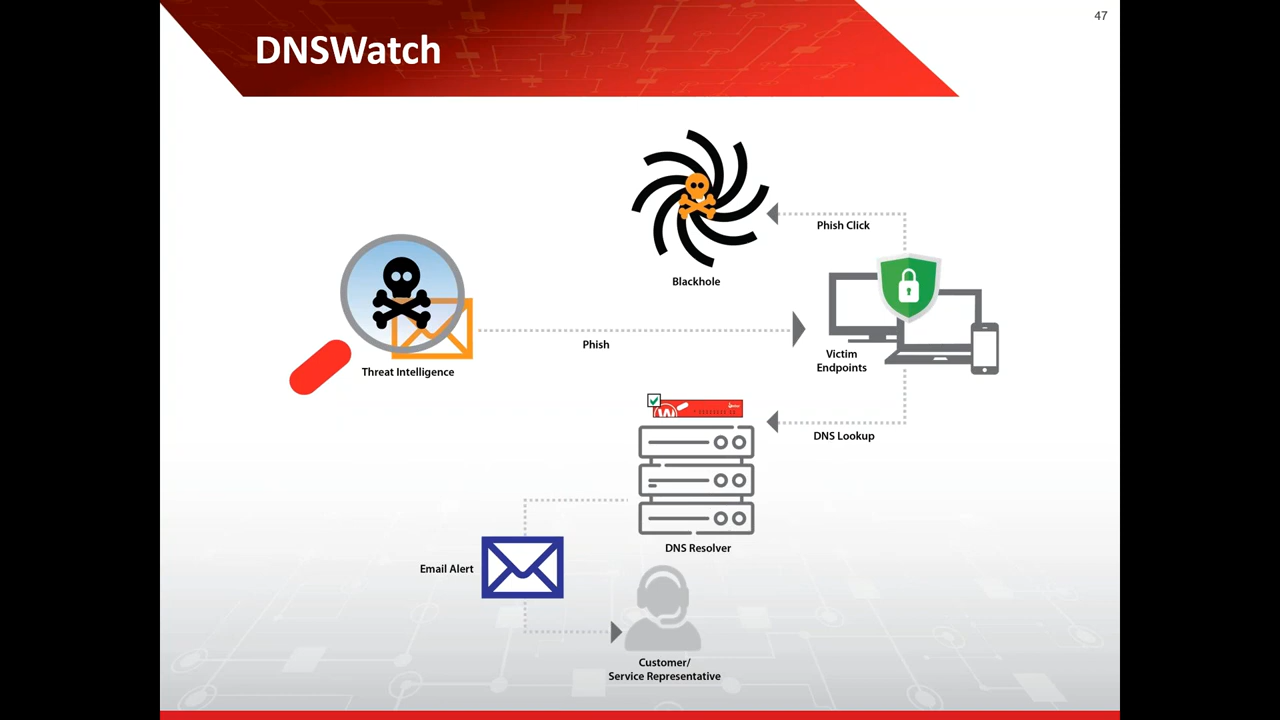 47
DNSWatch
Phish Click
Blackhole
Phish
Victim
Endpoints
Threat Intelligence
W
DNS Lookup
DNS Resolver
Email Alert
Customer/
Service Representative